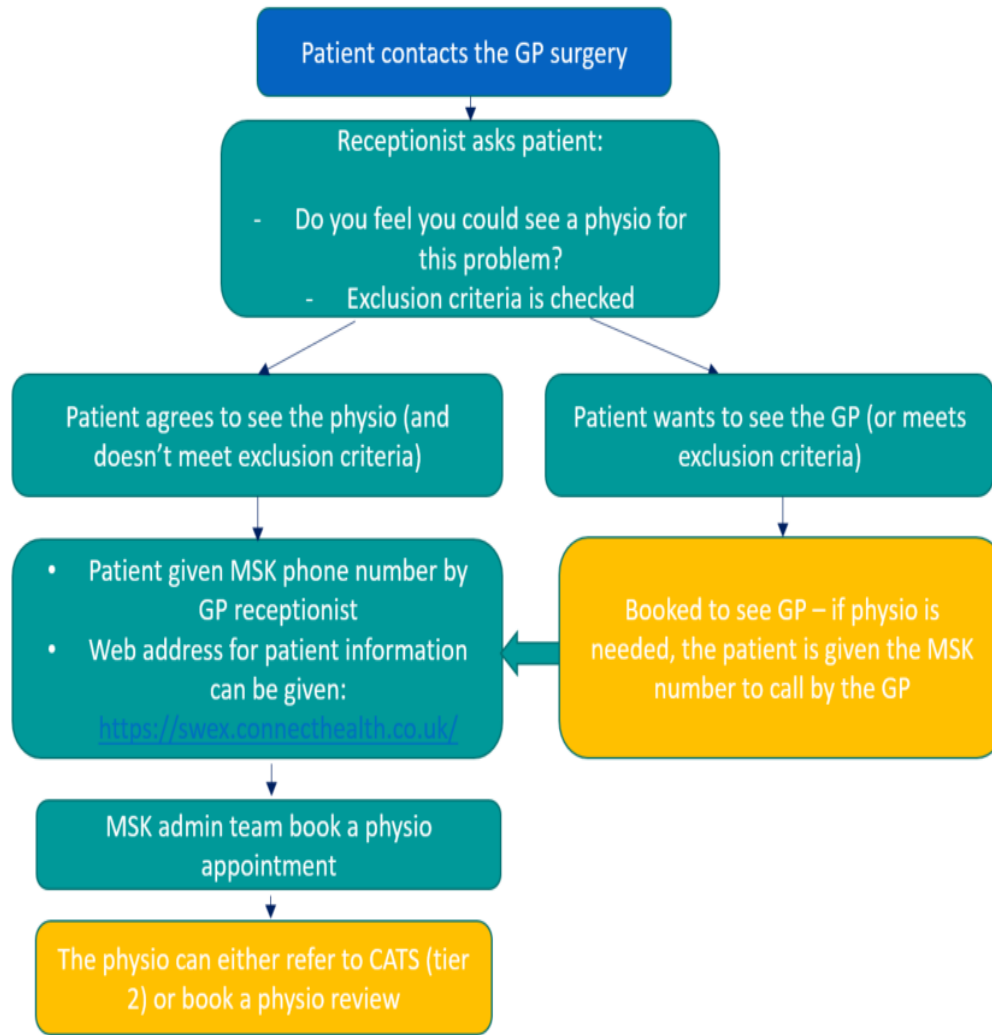 Patient contacts the GP surgery
Receptionist asks patient:
- Do you feel you could see a physio for
this problem?
- Exclusion criteria is checked
Patient agrees to see the physio (and
doesn't meet exclusion criteria)
Patient wants to see the GP (or meets
exclusion criteria)
• Patient given MSK phone number by
GP receptionist
• Web address for patient information
can be given:
https://swex.connecthealth.co.uk/
Booked to see GP – if physio is
needed, the patient is given the MSK
number to call by the GP
MSK admin team book a physio
appointment
The physio can either refer to CATS (tier
2) or book a physio review